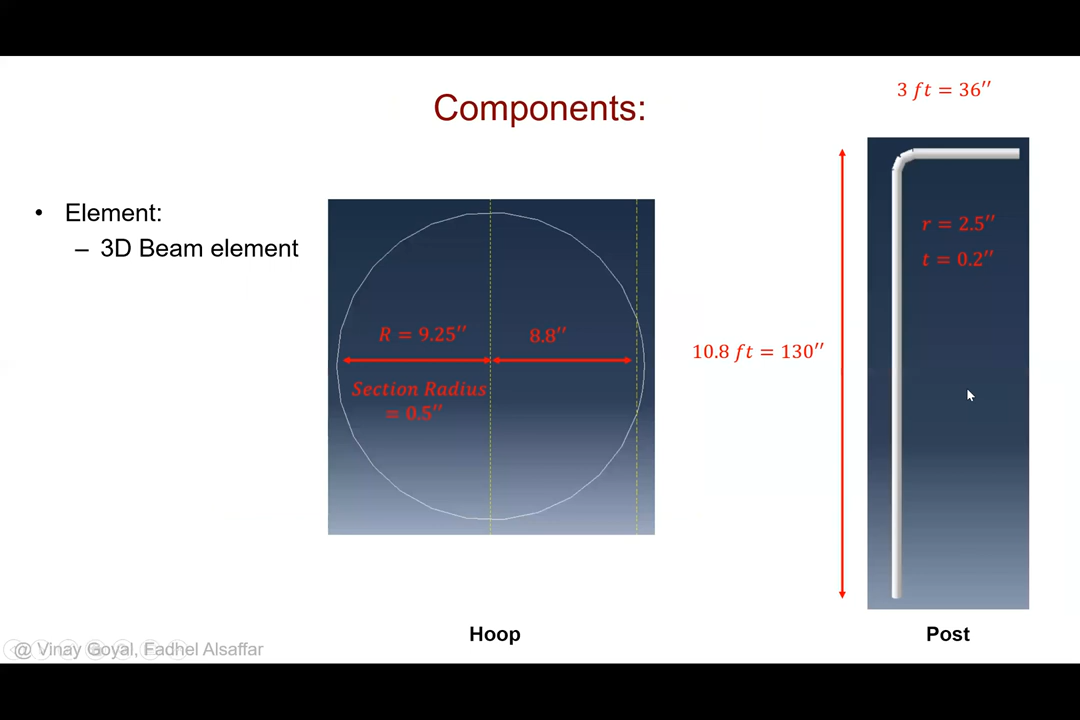 Components:
• Element:
– 3D Beam element
R = 9.25′′
8.8′′
Section Radius
= 0.5′′
Hoop
3 ft = 36′′
r = 2.5′′
t = 0.2′′
10.8 ft = 130′′
Post
@ Vinay Goyal, Fadhel Alsaffar